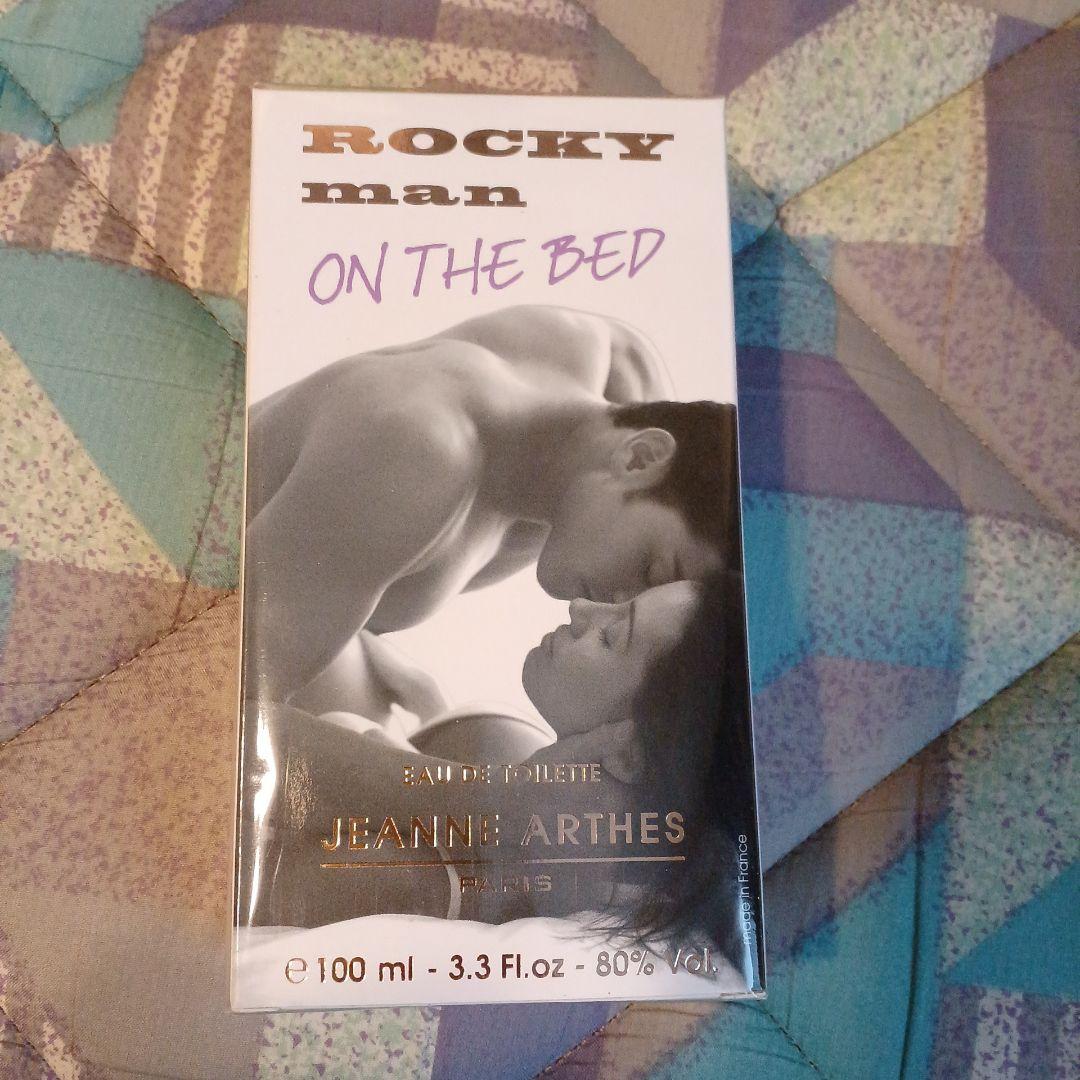 ROCKY
man
ON THE BED
EAU DE TOILETTE
JEANNE ARTHES
PARIS
made in France
℮ 100 ml - 3.3 Fl.oz - 80% Vol.